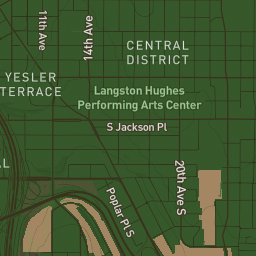 11th Ave
14th Ave
CENTRAL
DISTRICT
YESLER
TERRACE
Langston Hughes
Performing Arts Center
S Jackson Pl
AL
20th Ave S
Poplar Pl S